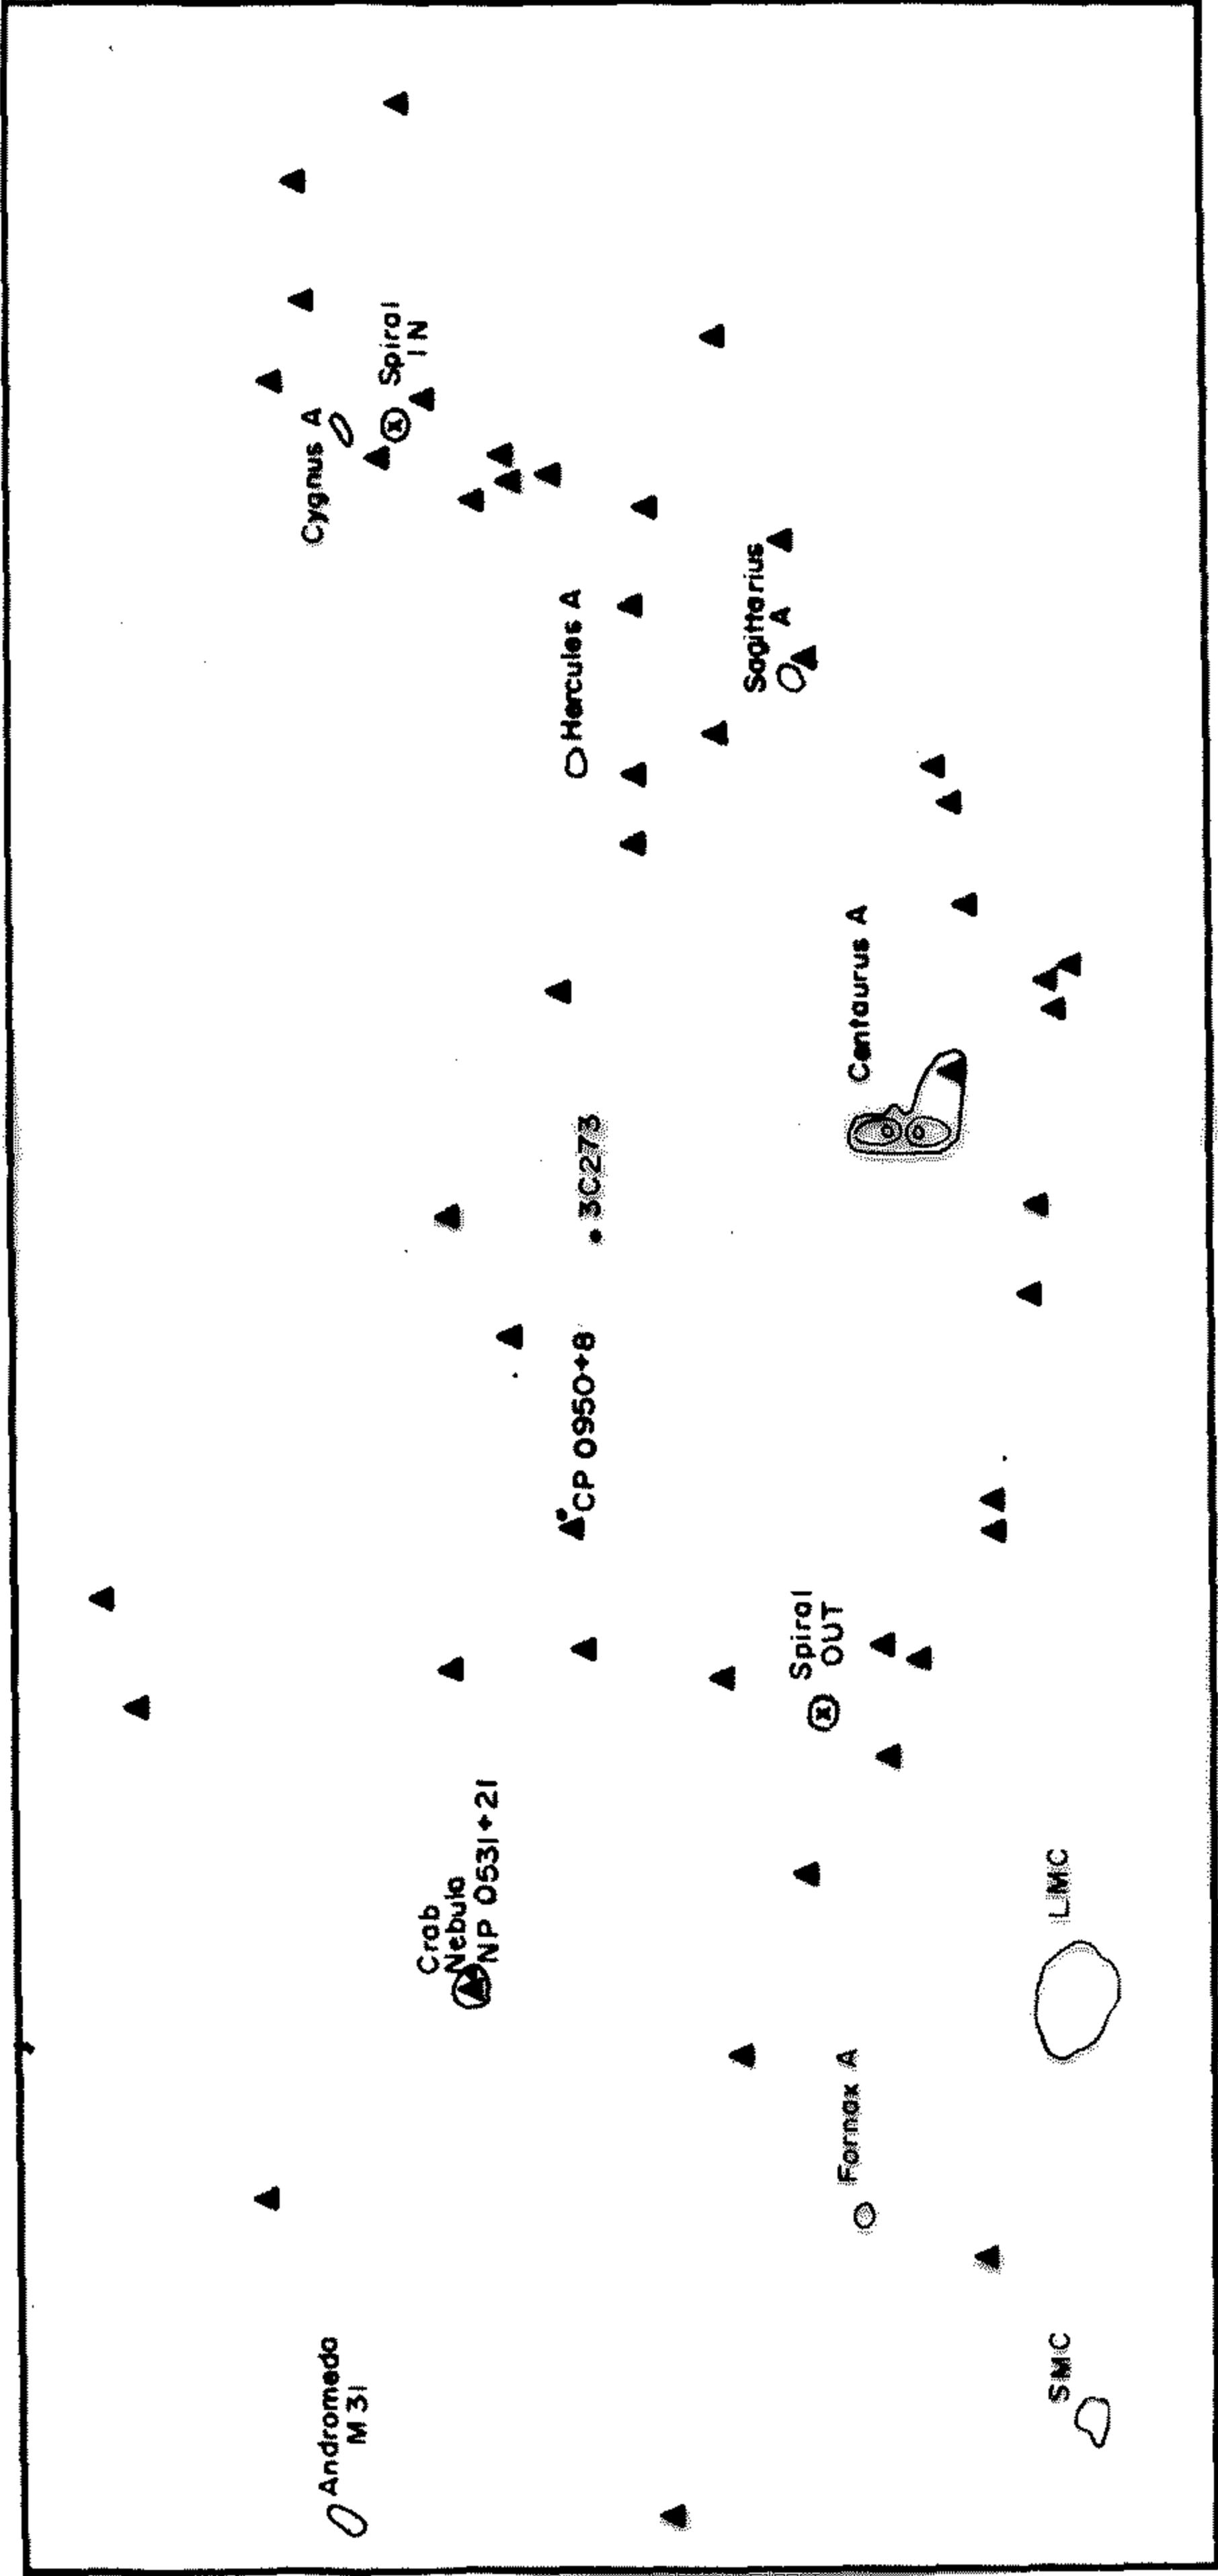 Spiral
IN
Cygnus A
Hercules A
Sagittarius
A
Centaurus A
3C273
CP 0950+8
Spiral
OUT
Crab
Nebula
NP 0531+21
LMC
Fornax A
Andromeda
M 31
SMC